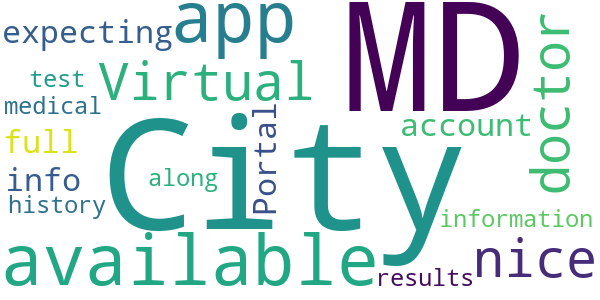 expecting
app
MD
doctor
test
Virtual
medical
full
Portal
account
City
info
along
history
information
available
nice
results